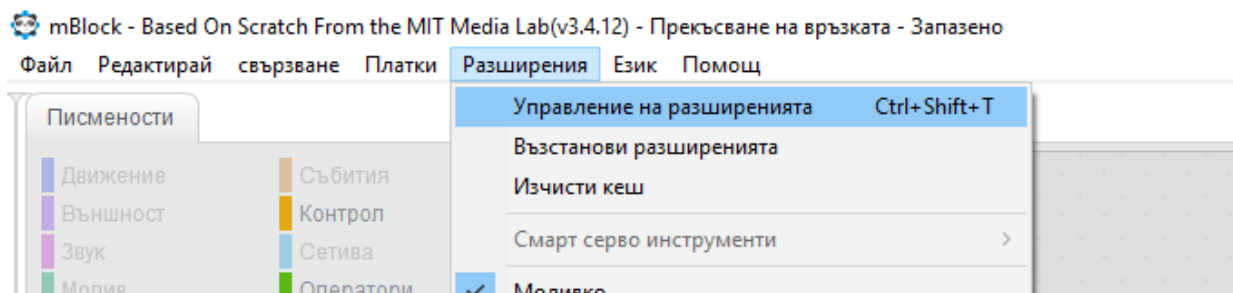 mBlock - Based On Scratch From the MIT Media Lab(v3.4.12) - Прекъсване на връзката - Запазено
Файл Редактирай свързване Платки Разширения Език Помощ
Управление на разширенията Ctrl+Shift+T
Възстанови разширенията
Изчисти кеш
Смарт серво инструменти
Моливко
Писмености
Движение Събития
Външност Контрол
Звук Сетива
Молив Оператори